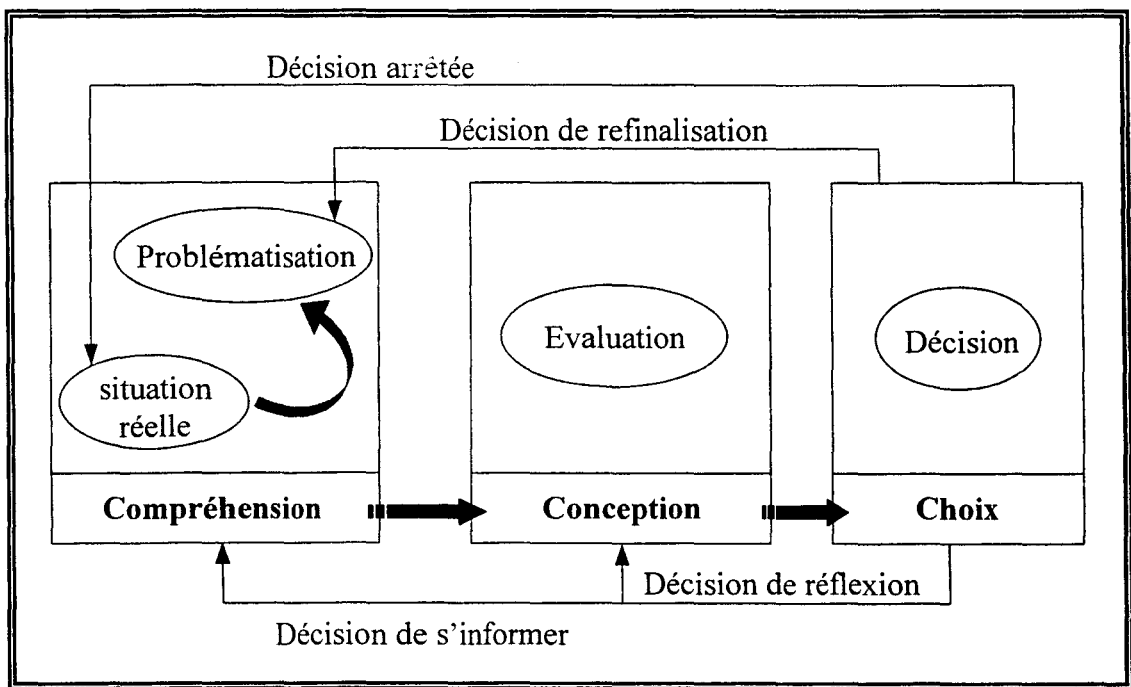 Décision arrêtée
Décision de refinalisation
Problématisation
situation
réelle
Evaluation
Décision
Compréhension
Conception
Choix
Décision de réflexion
Décision de s'informer